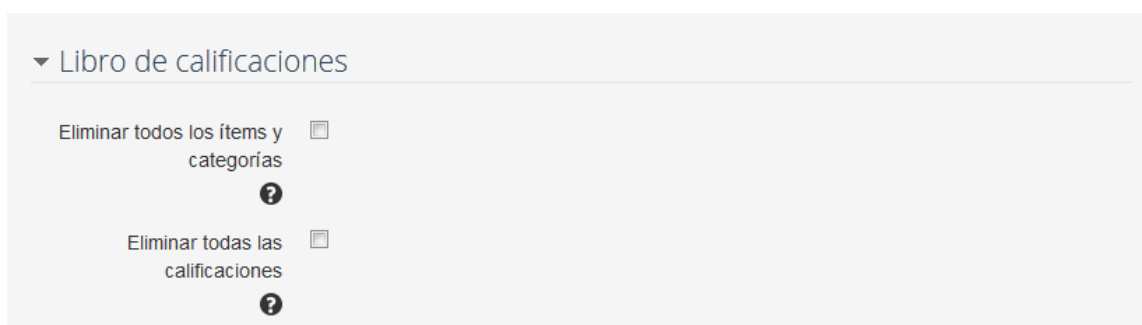 Libro de calificaciones
Eliminar todos los ítems y
categorías
Eliminar todas las
calificaciones